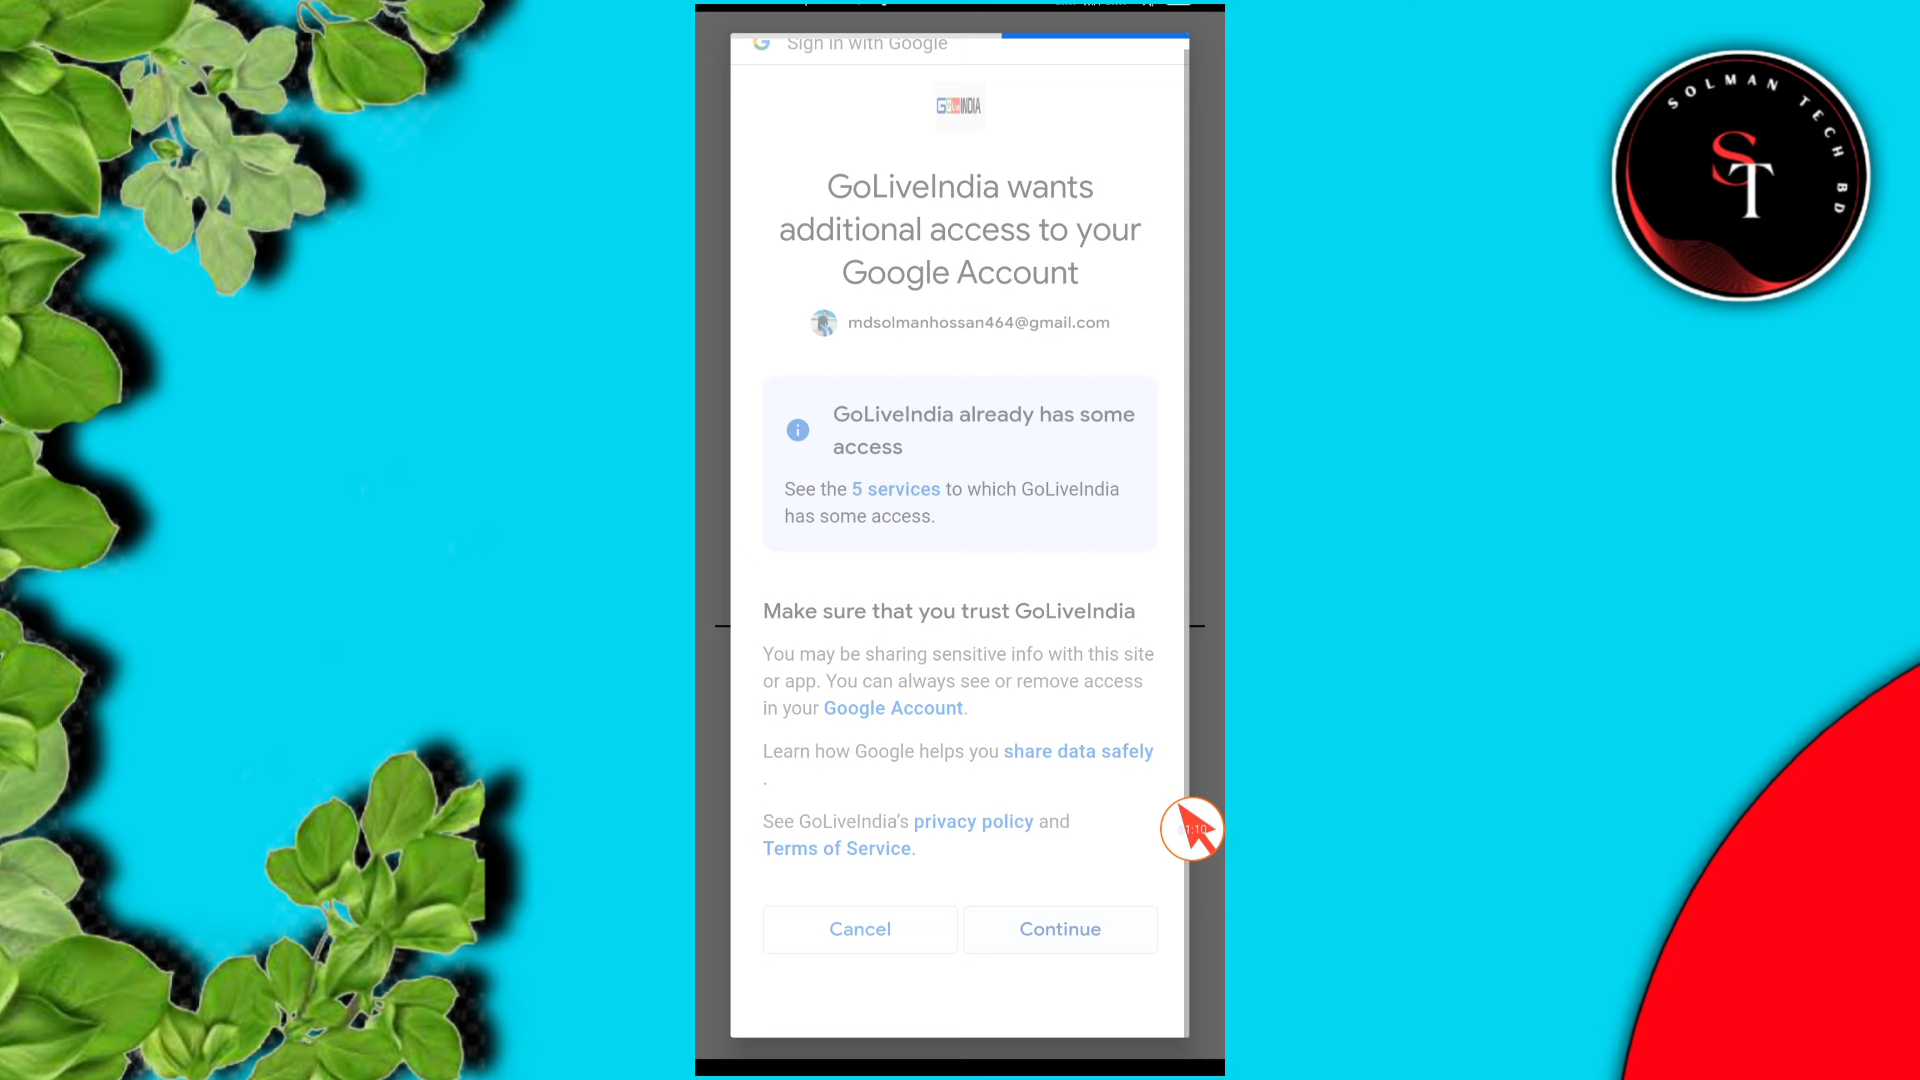 Sign in with Google
GoLiveIndia wants
additional access to your
Google Account
mdsolmanhossan464@gmail.com
GoLiveIndia already has some
access
See the 5 services to which GoLiveIndia
has some access.
Make sure that you trust GoLiveIndia
You may be sharing sensitive info with this site
or app. You can always see or remove access
in your Google Account.
Learn how Google helps you share data safely
.
See GoLiveIndia's privacy policy and
Terms of Service.
Cancel
Continue
SOLMAN TECH BD
ST